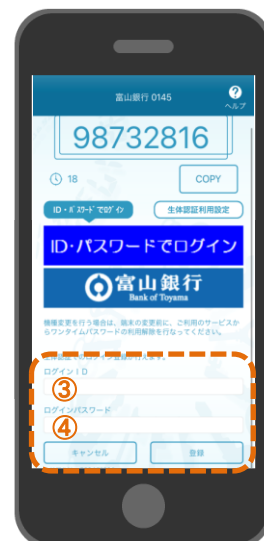 富山銀行 0145
?
ヘルプ
98732816
18
COPY
ID・パスワードでログイン
生体認証利用設定
ID・パスワードでログイン
富山銀行
Bank of Toyama
機種変更を行う場合は、端末の変更前に、ご利用のサービスか
らワンタイムパスワードの利用解除を行なってください。
ログインID
③
ログインパスワード
④
キャンセル
登録